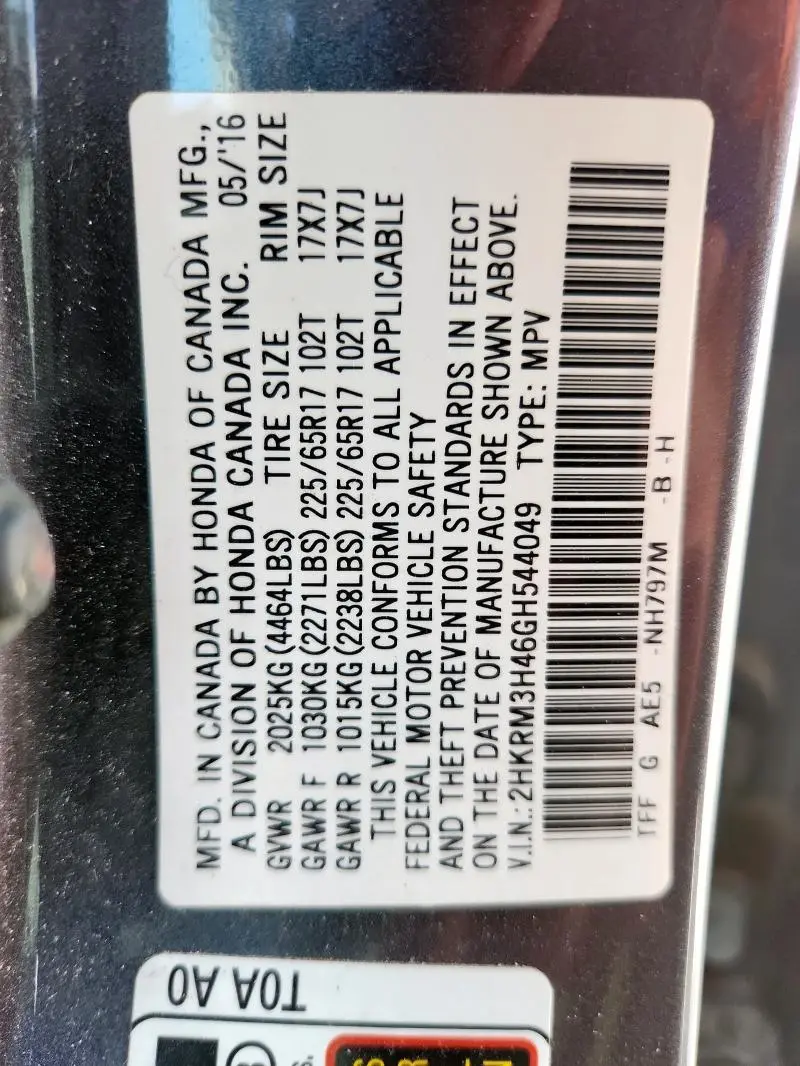 MFD. IN CANADA BY HONDA OF CANADA MFG.,
A DIVISION OF HONDA CANADA INC. 05/'16
GVWR 2025KG(4464LBS) TIRE SIZE RIM SIZE
GAWR F 1030KG(2271LBS) 225/65R17 102T 17X7J
GAWR R 1015KG(2238LBS) 225/65R17 102T 17X7J
THIS VEHICLE CONFORMS TO ALL APPLICABLE
FEDERAL MOTOR VEHICLE SAFETY
AND THEFT PREVENTION STANDARDS IN EFFECT
ON THE DATE OF MANUFACTURE SHOWN ABOVE.
V.I.N.: 2HKRM3H46GH544049 TYPE: MPV
TFF G AE5 -NH797M -B -H
T0A A0